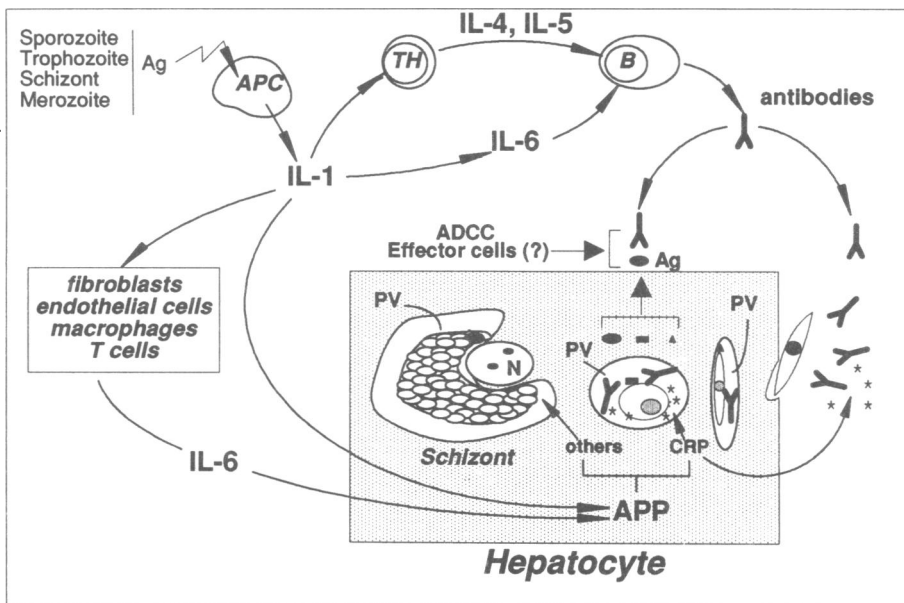 Sporozoite
Trophozoite
Schizont
Merozoite
Ag
APC
TH
IL-4, IL-5
B
antibodies
IL-6
IL-1
ADCC
Effector cells (?)
Ag
fibroblasts
endothelial cells
macrophages
T cells
PV
N
Schizont
PV
PV
others
CRP
IL-6
APP
Hepatocyte